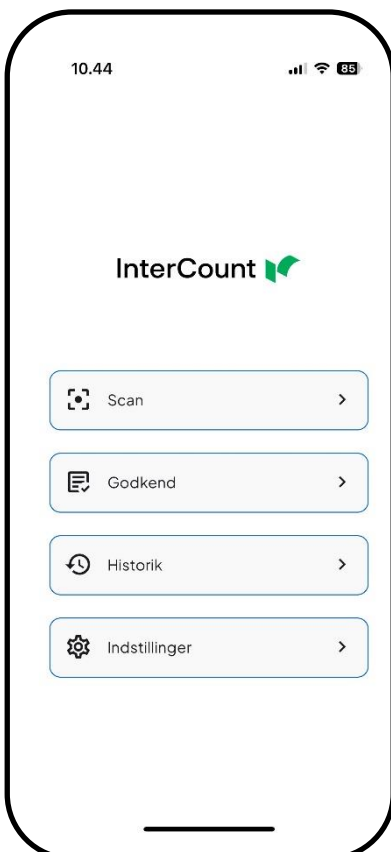 10.44
85
InterCount
Scan
Godkend
Historik
Indstillinger